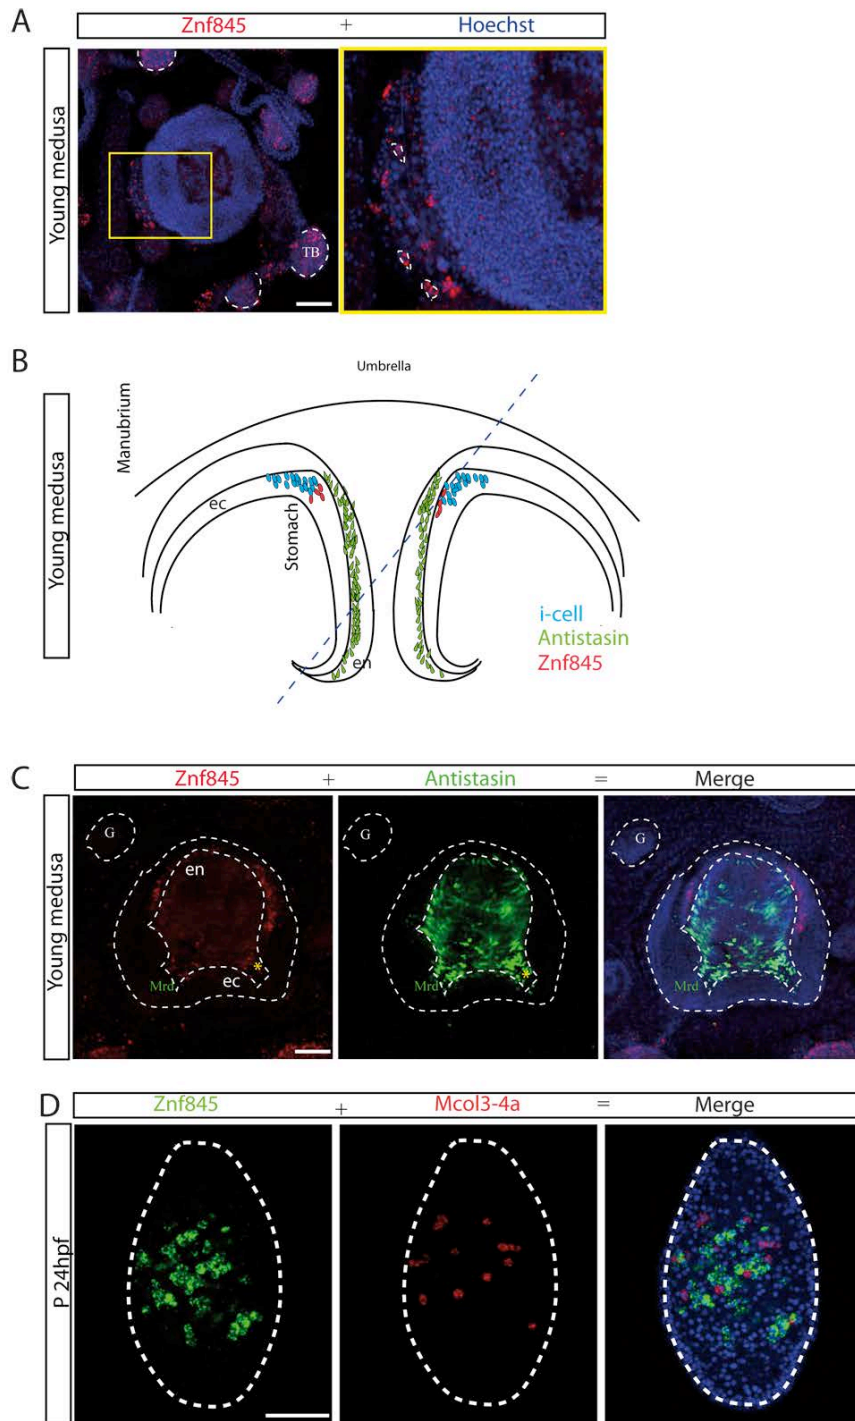 A
Znf845 + Hoechst
Young medusa
TB
B
Young medusa
Umbrella
Manubrium
ec
Stomach
en
i-cell
Antistasin
Znf845
C
Znf845 + Antistasin = Merge
Young medusa
G
en
Mrd
ec
*
G
Mrd
*
G
Mrd
D
Znf845 + Mcol3-4a = Merge
P 24hpf